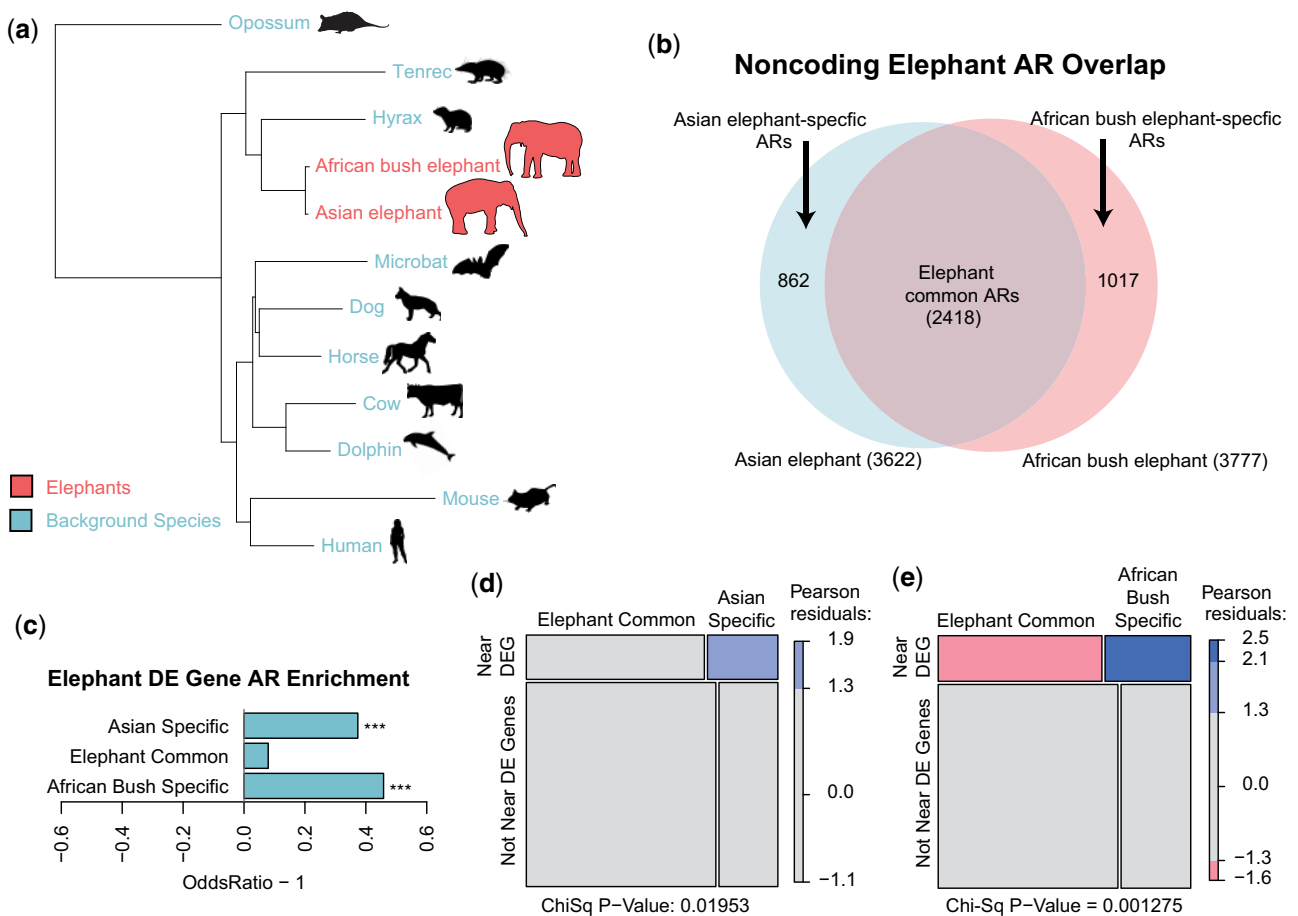 (a)
Opossum
Tenrec
Hyrax
African bush elephant
Asian elephant
Microbat
Dog
Horse
Cow
Dolphin
Mouse
Human
Elephants
Background Species
(b)
Noncoding Elephant AR Overlap
Asian elephant-specfic
ARs
African bush elephant-specfic
ARs
862
Elephant
common ARs
(2418)
1017
Asian elephant (3622)
African bush elephant (3777)
(c)
Elephant DE Gene AR Enrichment
Asian Specific
***
Elephant Common
African Bush Specific
***
−0.6
−0.4
−0.2
0.0
0.2
0.4
0.6
OddsRatio − 1
(d)
Elephant Common
Asian
Specific
Pearson
residuals:
Near
DEG
Not Near DE Genes
1.9
1.3
0.0
−1.1
ChiSq P−Value: 0.01953
(e)
Elephant Common
African
Bush
Specific
Pearson
residuals:
Near
DEG
Not Near DE Genes
2.5
2.1
1.3
0.0
−1.3
−1.6
Chi-Sq P−Value = 0.001275